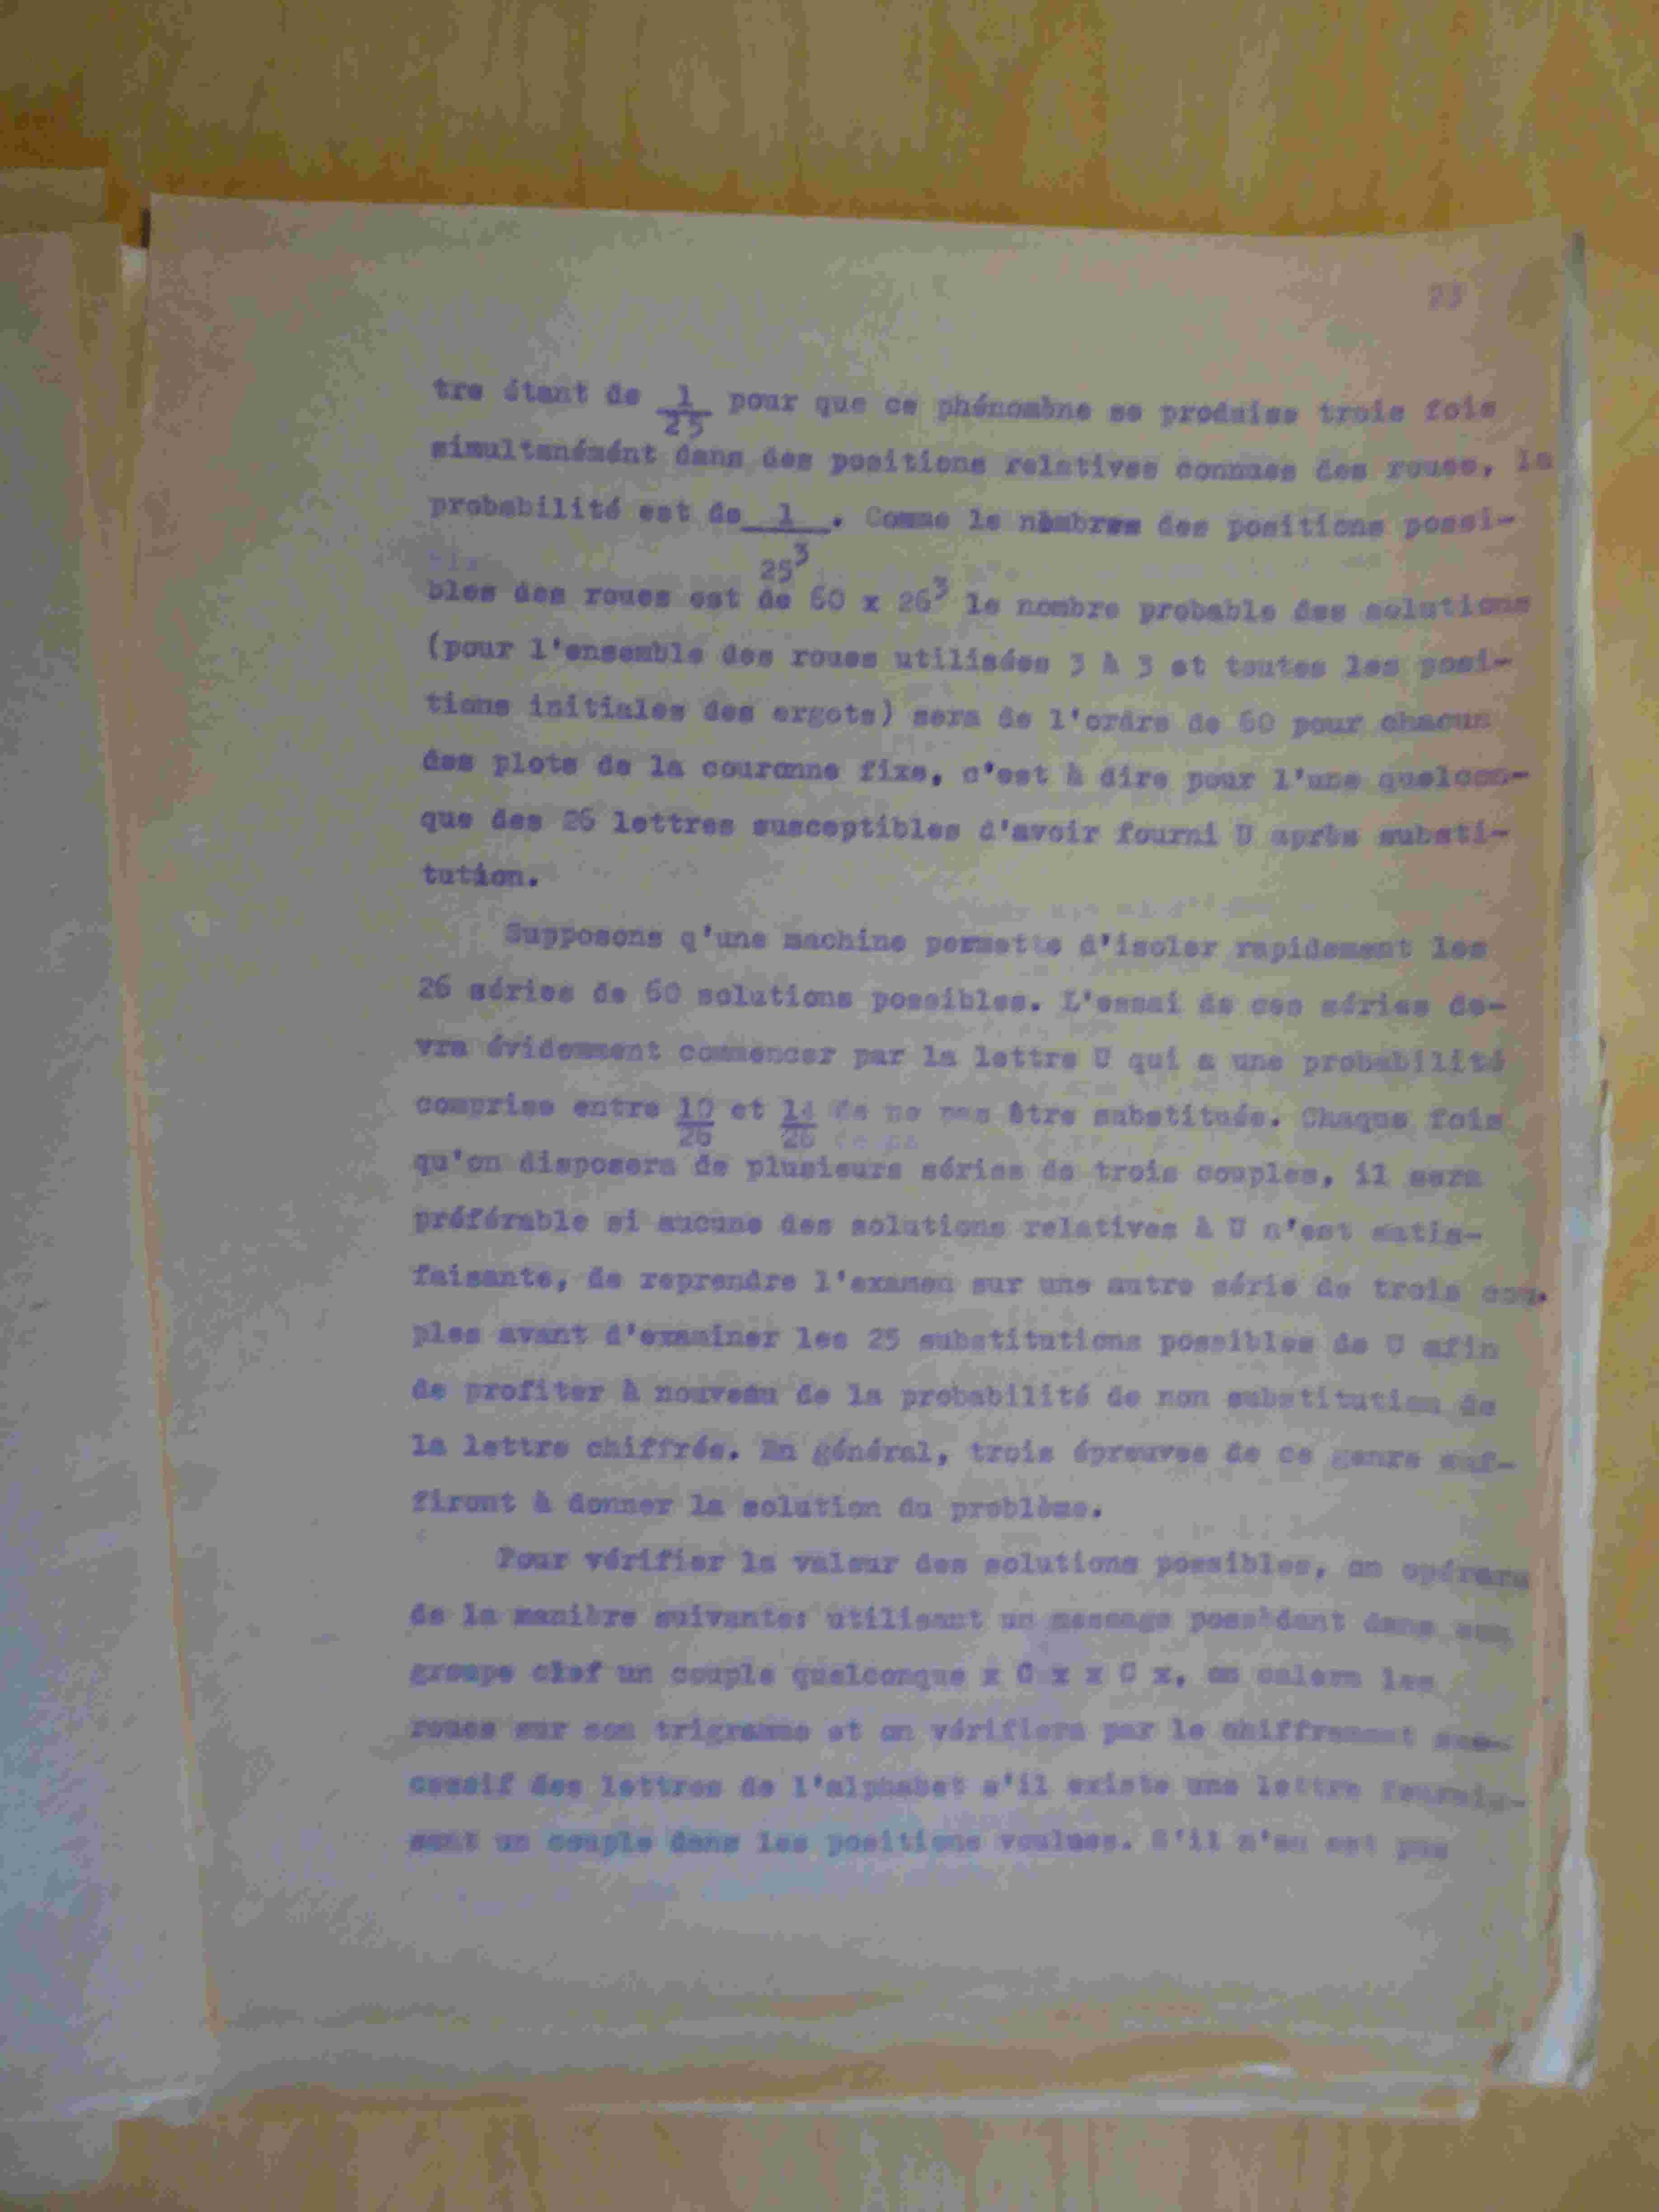 23
tre étant de 1/25 pour que ce phénomène se produise trois fois
simultanémént dans des positions relatives connues des roues, la
probabilité est de 1/25³. Comme le nombres des positions possi-
bles des roues est de 60 x 26³ le nombre probable des solutions
(pour l'ensemble des roues utilisées 3 à 3 et toutes les posi-
tions initiales des ergots) sera de l'ordre de 60 pour chacun
des plots de la couronne fixe, c'est à dire pour l'une quelcon-
que des 26 lettres susceptibles d'avoir fourni U après substi-
tution.
Supposons q'une machine permette d'isoler rapidement les
26 séries de 60 solutions possibles. L'essai de ces séries de-
vra évidemment commencer par la lettre U qui a une probabilité
comprise entre 10/26 et 14/26 de ne pas être substituée. Chaque fois
qu'on disposera de plusieurs séries de trois couples, il sera
préférable si aucune des solutions relatives à U n'est satis-
faisante, de reprendre l'examen sur une autre série de trois cou-
ples avant d'examiner les 25 substitutions possibles de U afin
de profiter à nouveau de la probabilité de non substitution de
la lettre chiffrée. En général, trois épreuves de ce genre suf-
firont à donner la solution du problème.
Pour vérifier la valeur des solutions possibles, on opérera
de la manière suivante: utilisant un message possèdant dans son
groupe clef un couple quelconque x C x x C x, on calera les
roues sur son trigramme et on vérifiera par le chiffrement suc-
cessif des lettres de l'alphabet s'il existe une lettre fournis-
sant un couple dans les positions voulues. S'il n'en est pas